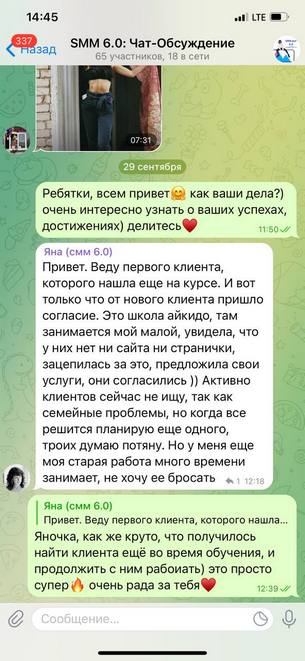 14:45
LTE
337
Назад
SMM 6.0: Чат-Обсуждение
65 участников, 18 в сети
07:31
29 сентября
Ребятки, всем привет🤗 как ваши дела?)
очень интересно узнать о ваших успехах,
достижениях) делитесь❤️
11:50
Яна (смм 6.0)
Привет. Веду первого клиента,
которого нашла еще на курсе. И вот
только что от нового клиента пришло
согласие. Это школа айкидо, там
занимается мой малой, увидела, что
у них нет ни сайта ни странички,
зацепилась за это, предложила свои
услуги, они согласились )) Активно
клиентов сейчас не ищу, так как
семейные проблемы, но когда все
решится планирую еще одного,
троих думаю потяну. Но у меня еще
моя старая работа много времени
занимает, не хочу ее бросать
1 12:18
Яна (смм 6.0)
Привет. Веду первого клиента, которого нашла...
Яночка, как же круто, что получилось
найти клиента ещё во время обучения, и
продолжить с ним рабоиать) это просто
супер🔥 очень рада за тебя❤️
12:39
Сообщение...